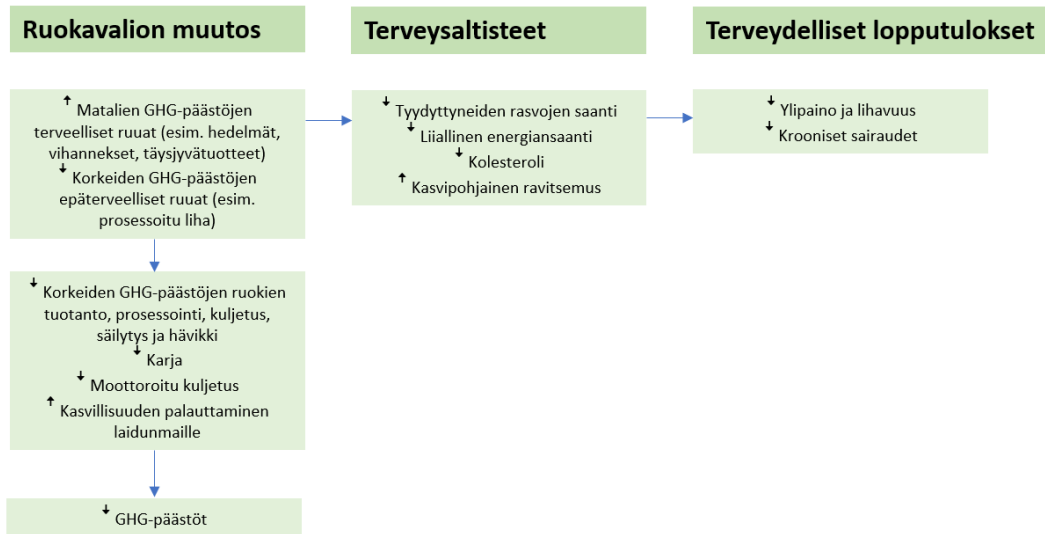 Ruokavalion muutos
Terveysaltisteet
Terveydelliset lopputulokset
↑ Matalien GHG-päästöjen
terveelliset ruuat (esim. hedelmät,
vihannekset, täysjyvätuotteet)
↓ Korkeiden GHG-päästöjen
epäterveelliset ruuat (esim.
prosessoitu liha)
↓ Tyydyttyneiden rasvojen saanti
↓ Liiallinen energiansaanti
↓ Kolesteroli
↑ Kasvipohjainen ravitsemus
↓ Ylipaino ja lihavuus
↓ Krooniset sairaudet
↓ Korkeiden GHG-päästöjen ruokien
tuotanto, prosessointi, kuljetus,
säilytys ja hävikki
↓ Karja
↓ Moottoroitu kuljetus
↑ Kasvillisuuden palauttaminen
laidunmaille
↓ GHG-päästöt